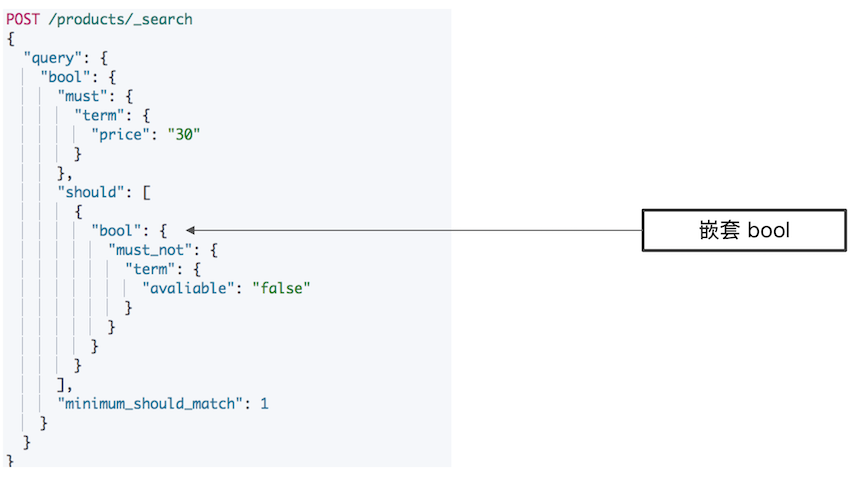 POST /products/_search
{
  "query": {
    "bool": {
      "must": {
        "term": {
          "price": "30"
        }
      },
      "should": [
        {
          "bool": {
            "must_not": {
              "term": {
                "avaliable": "false"
              }
            }
          }
        }
      ],
      "minimum_should_match": 1
    }
  }
}
嵌套 bool